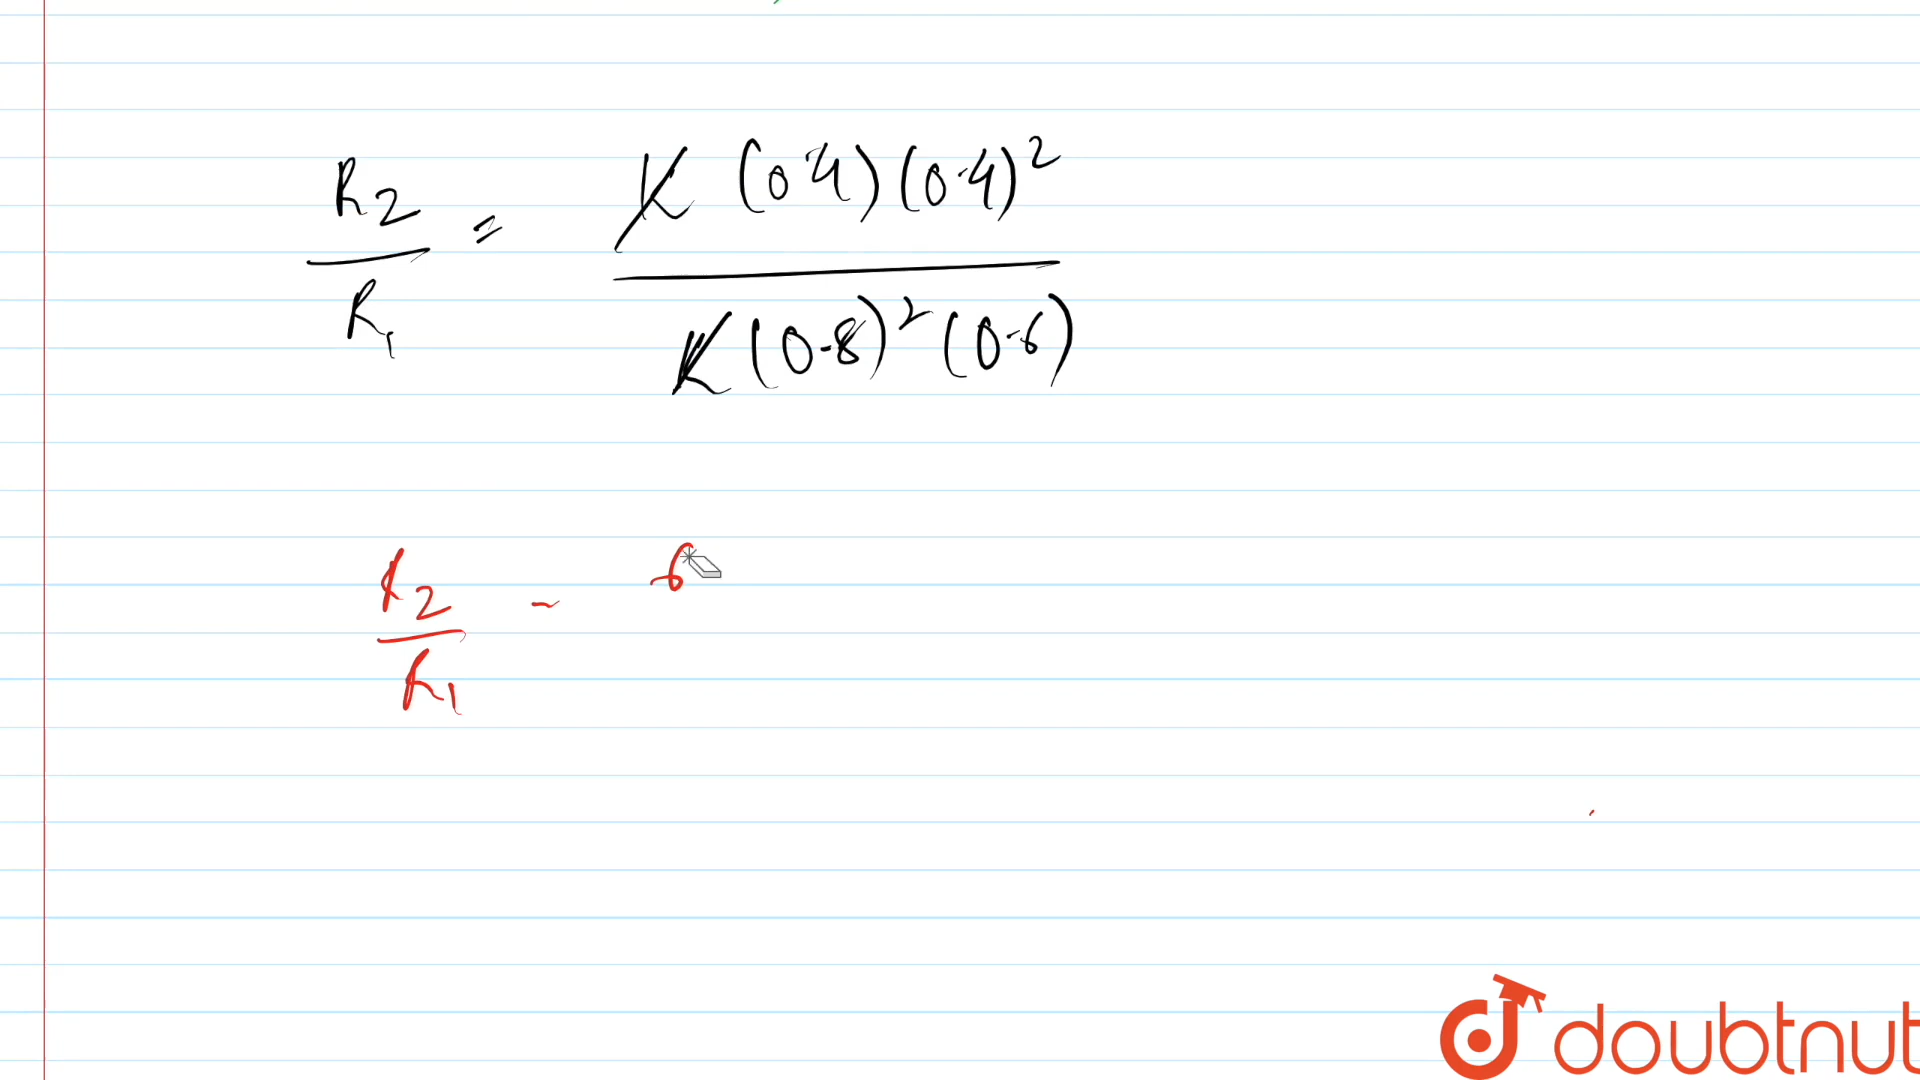 R2 = K (0.4)(0.4)²
R1 K (0.8)² (0.6)
R2 - 6
R1
doubtnut